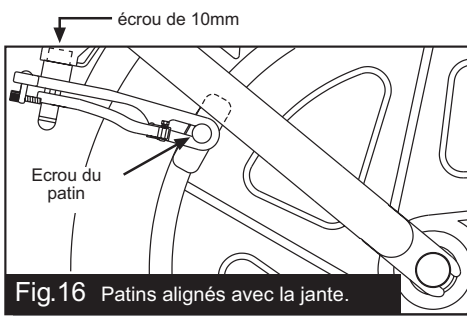 écrou de 10mm
Ecrou du
patin
Fig.16 Patins alignés avec la jante.